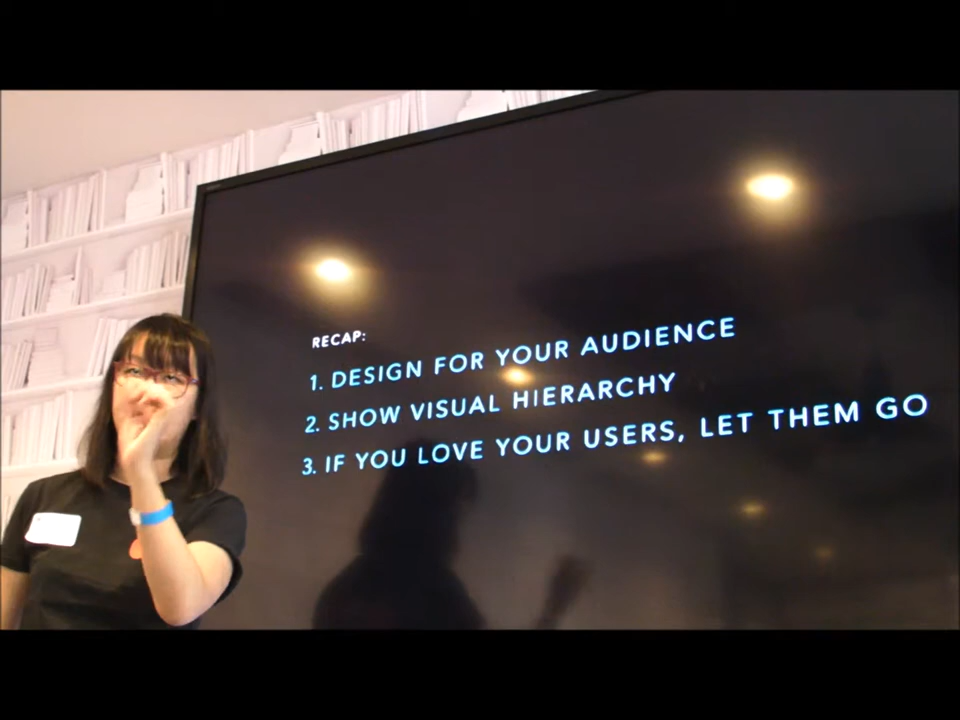 RECAP:
1. DESIGN FOR YOUR AUDIENCE
2. SHOW VISUAL HIERARCHY
3. IF YOU LOVE YOUR USERS, LET THEM GO